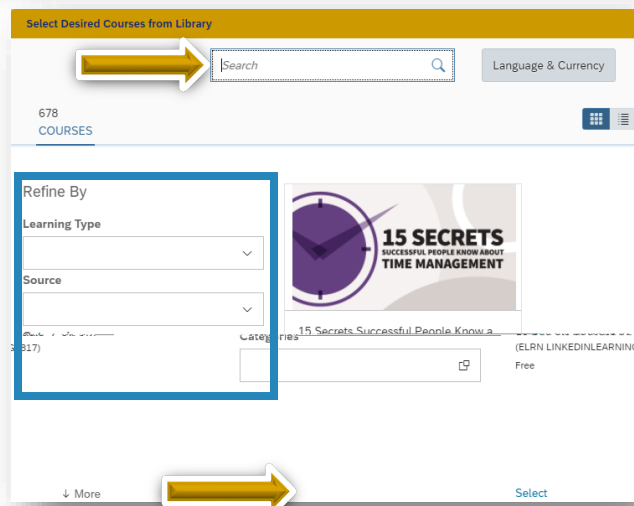 Select Desired Courses from Library
Search
Language & Currency
678
COURSES
Refine By
Learning Type
Source
15 SECRETS
SUCCESSFUL PEOPLE KNOW ABOUT
TIME MANAGEMENT
15 Secrets Successful People Know a
Categories
817)
(ELRN LINKEDINLEARNING
Free
↓ More
Select